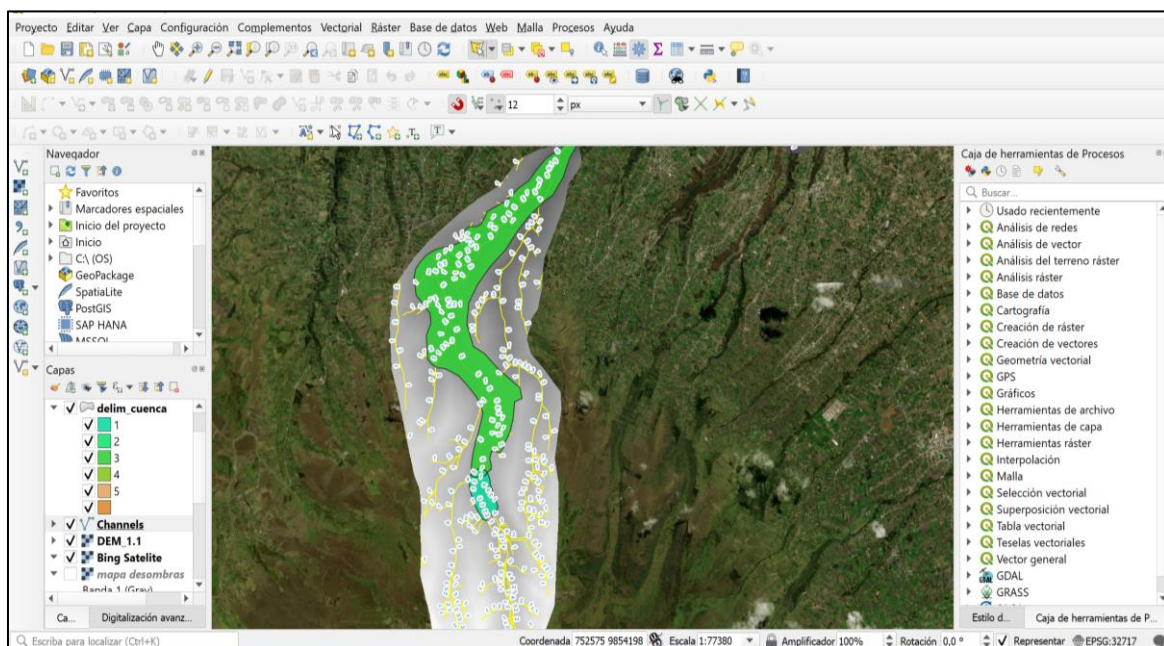 Proyecto Editar Ver Capa Configuración Complementos Vectorial Ráster Base de datos Web Malla Procesos Ayuda
12 px
Navegador
Favoritos
Marcadores espaciales
Inicio del proyecto
Inicio
C:\ (OS)
GeoPackage
SpatiaLite
PostGIS
SAP HANA
MSSQL
Capas
delim_cuenca
1
2
3
4
5
Channels
DEM_1.1
Bing Satelite
mapa desombras
Banda 1 (Gray)
Ca... Digitalización avanz...
Caja de herramientas de Procesos
Buscar...
Usado recientemente
Análisis de redes
Análisis de vector
Análisis del terreno ráster
Análisis ráster
Base de datos
Cartografía
Creación de ráster
Creación de vectores
Geometría vectorial
GPS
Gráficos
Herramientas de archivo
Herramientas de capa
Herramientas ráster
Interpolación
Malla
Selección vectorial
Superposición vectorial
Tabla vectorial
Teselas vectoriales
Vector general
GDAL
GRASS
Estilo d... Caja de herramientas de P...
Escriba para localizar (Ctrl+K) Coordenada 752575 9854198 Escala 1:77380 Amplificador 100% Rotación 0,0 ° Representar EPSG:32717